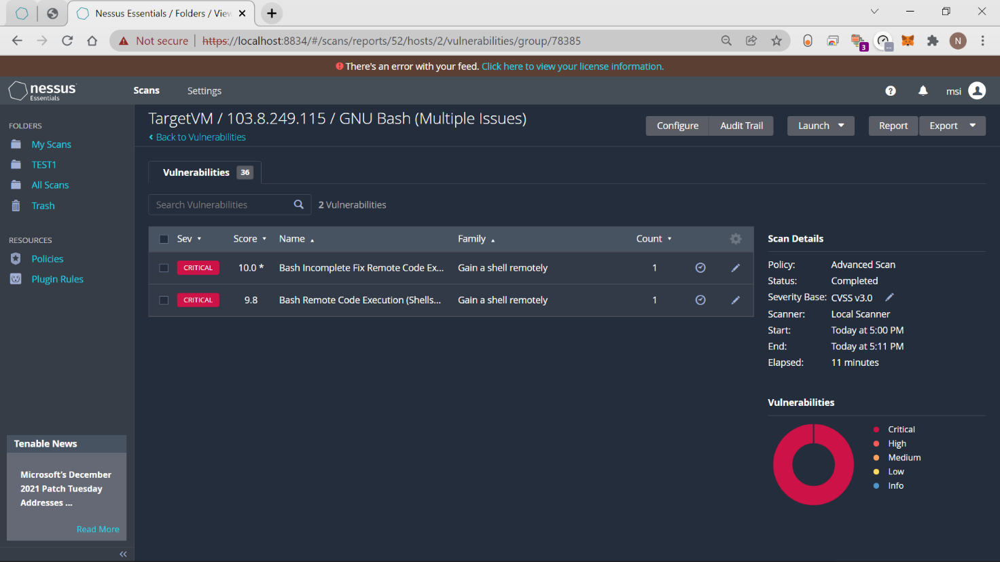 Nessus Essentials / Folders / View
Not secure https://localhost:8834/#/scans/reports/52/hosts/2/vulnerabilities/group/78385
3
N
There's an error with your feed. Click here to view your license information.
nessus
Essentials
Scans
Settings
msi
FOLDERS
My Scans
TEST1
All Scans
Trash
RESOURCES
Policies
Plugin Rules
Tenable News
Microsoft's December
2021 Patch Tuesday
Addresses ...
Read More
TargetVM / 103.8.249.115 / GNU Bash (Multiple Issues)
Back to Vulnerabilities
Configure
Audit Trail
Launch
Report
Export
Vulnerabilities 36
Search Vulnerabilities
2 Vulnerabilities
Sev Score Name Family Count
CRITICAL 10.0 * Bash Incomplete Fix Remote Code Ex... Gain a shell remotely 1
CRITICAL 9.8 Bash Remote Code Execution (Shells... Gain a shell remotely 1
Scan Details
Policy: Advanced Scan
Status: Completed
Severity Base: CVSS v3.0
Scanner: Local Scanner
Start: Today at 5:00 PM
End: Today at 5:11 PM
Elapsed: 11 minutes
Vulnerabilities
Critical
High
Medium
Low
Info